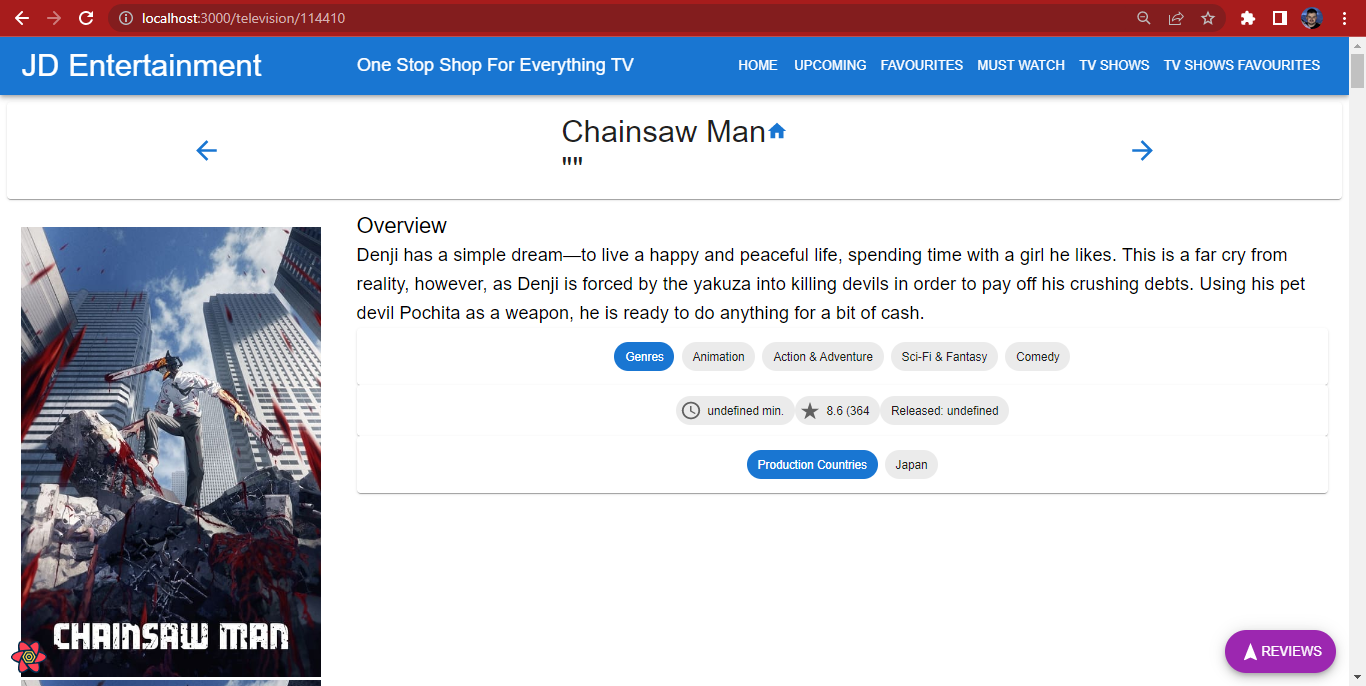 localhost:3000/television/114410
JD Entertainment
One Stop Shop For Everything TV
HOME UPCOMING FAVOURITES MUST WATCH TV SHOWS TV SHOWS FAVOURITES
Chainsaw Man
""
Overview
Denji has a simple dream—to live a happy and peaceful life, spending time with a girl he likes. This is a far cry from
reality, however, as Denji is forced by the yakuza into killing devils in order to pay off his crushing debts. Using his pet
devil Pochita as a weapon, he is ready to do anything for a bit of cash.
Genres Animation Action & Adventure Sci-Fi & Fantasy Comedy
undefined min. 8.6 (364 Released: undefined
Production Countries Japan
CHAINSAW MAN
REVIEWS